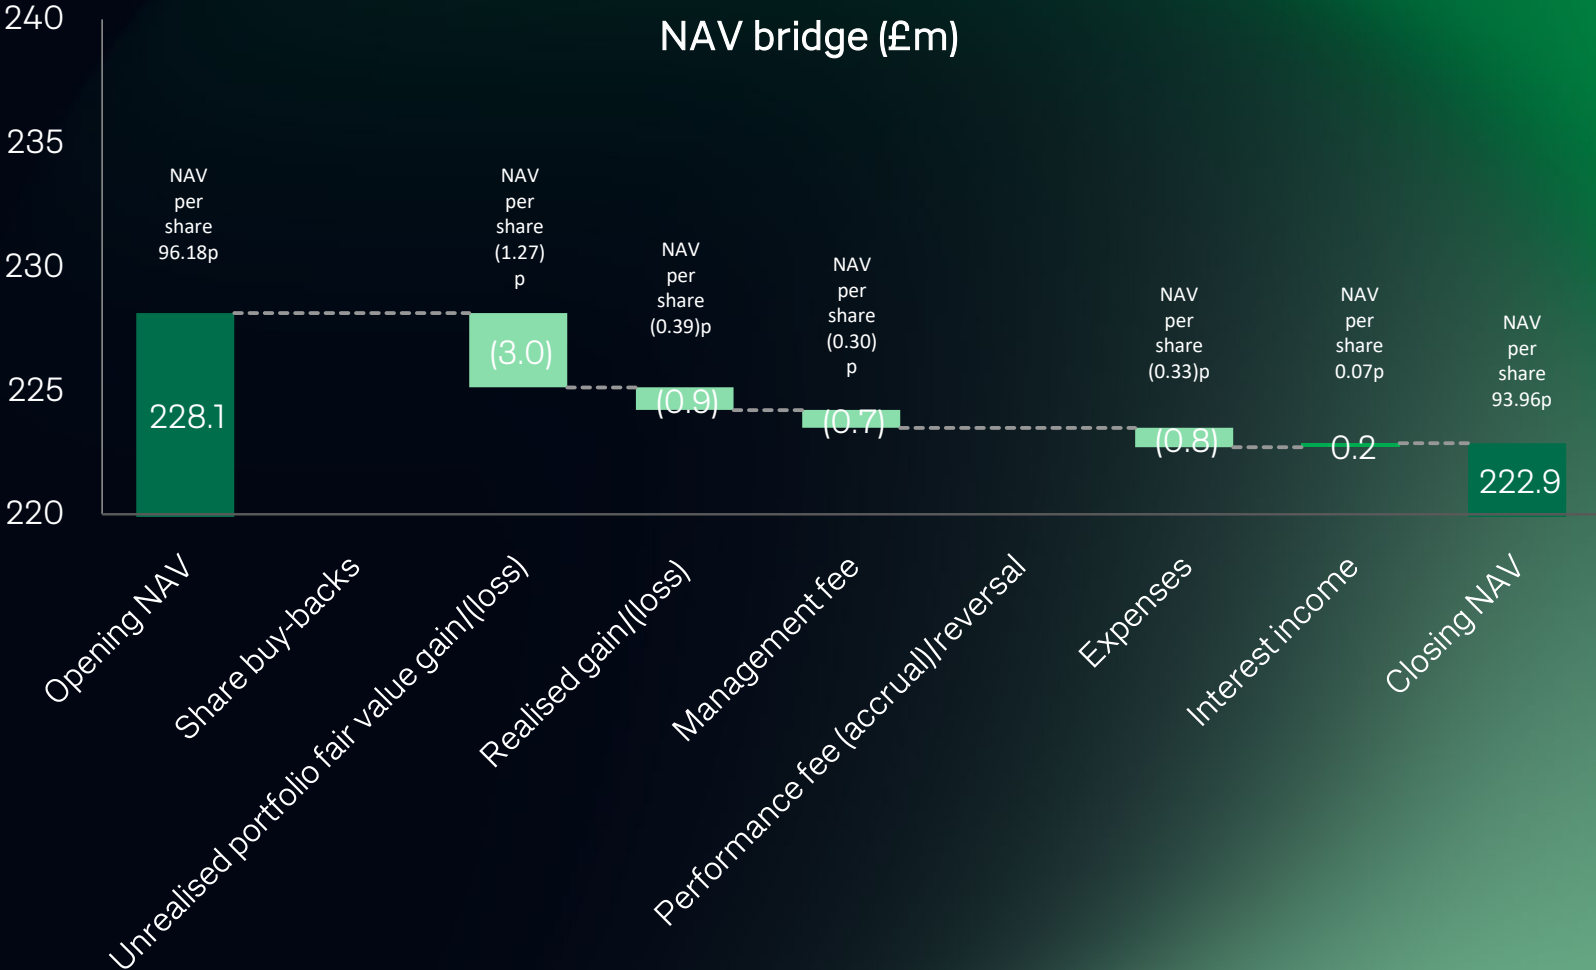 NAV bridge (£m)
240
235
230
225
220
NAV
per
share
96.18p
228.1
NAV
per
share
(1.27)
p
(3.0)
NAV
per
share
(0.39)p
(0.9)
NAV
per
share
(0.30)
p
(0.7)
NAV
per
share
(0.33)p
(0.8)
NAV
per
share
0.07p
0.2
NAV
per
share
93.96p
222.9
Opening NAV
Share buy-backs
Unrealised portfolio fair value gain/(loss)
Realised gain/(loss)
Management fee
Performance fee (accrual)/reversal
Expenses
Interest income
Closing NAV